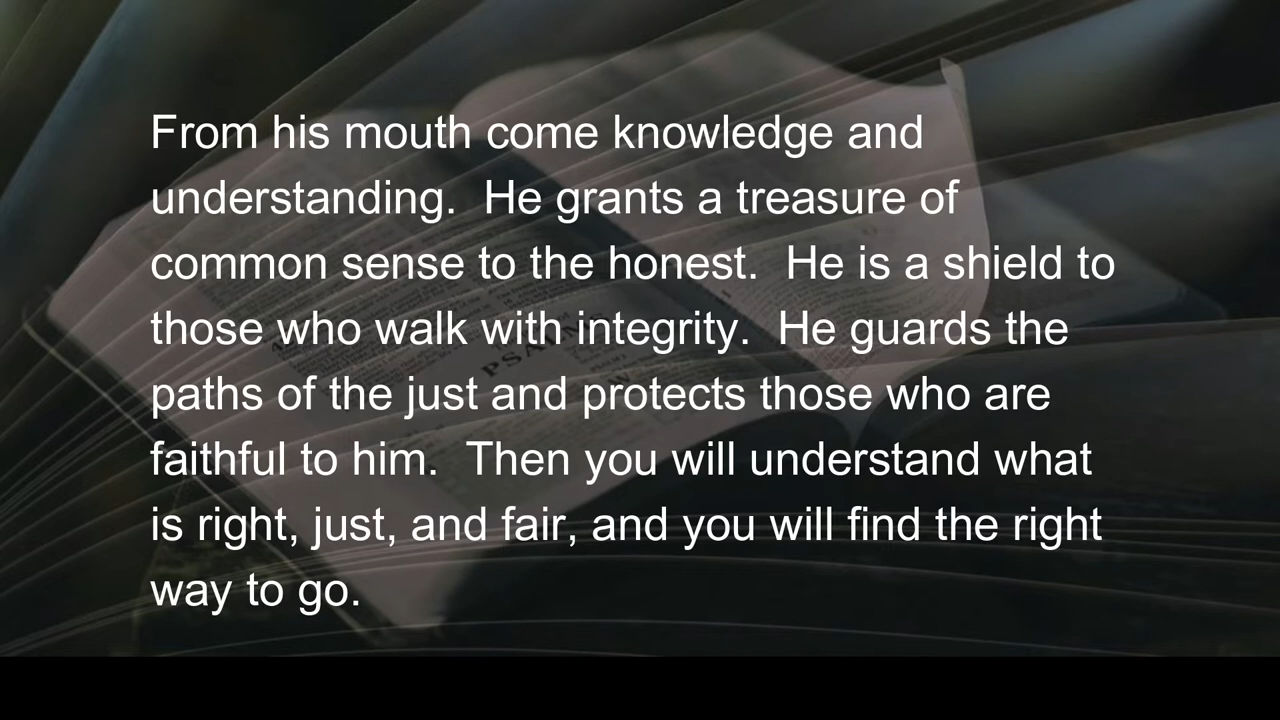 From his mouth come knowledge and
understanding.  He grants a treasure of
common sense to the honest.  He is a shield to
those who walk with integrity.  He guards the
paths of the just and protects those who are
faithful to him.  Then you will understand what
is right, just, and fair, and you will find the right
way to go.
PSALMS